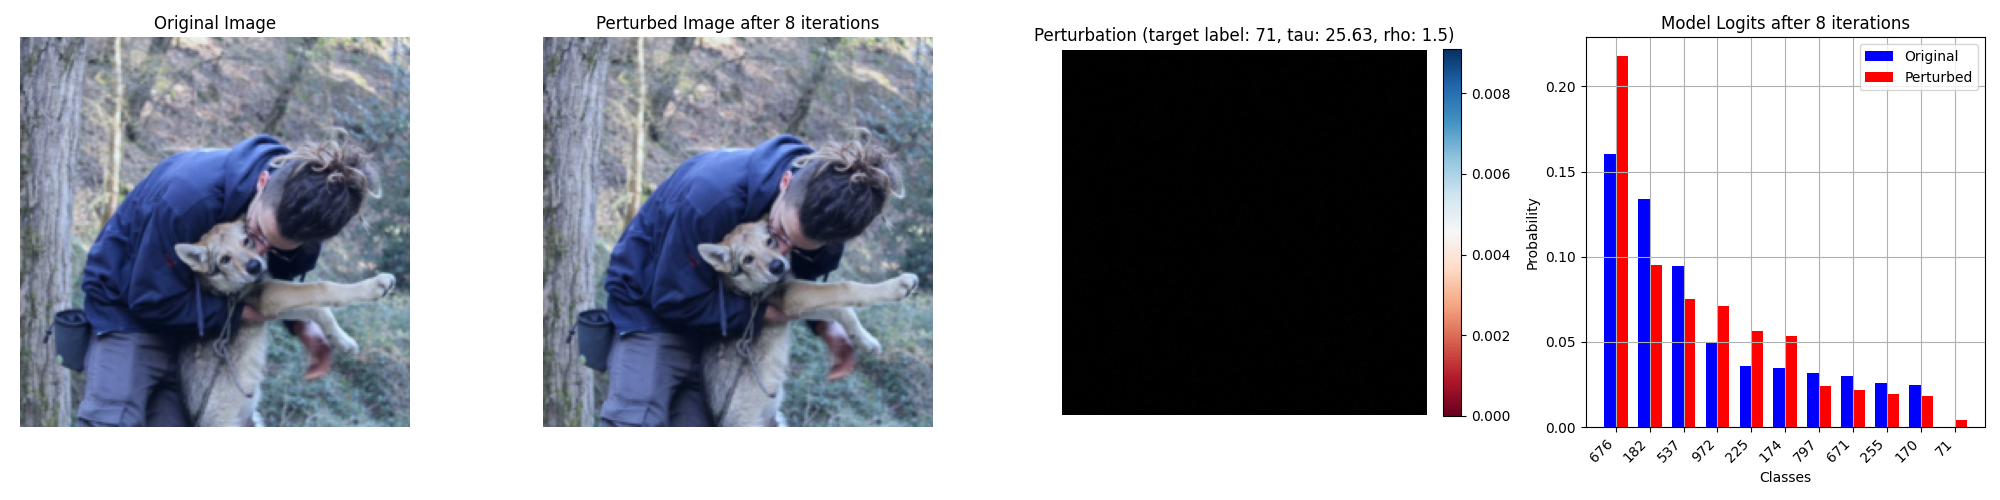 Original Image
Perturbed Image after 8 iterations
Perturbation (target label: 71, tau: 25.63, rho: 1.5)
0.008
0.006
0.004
0.002
0.000
Model Logits after 8 iterations
Original
Perturbed
Probability
0.20
0.15
0.10
0.05
0.00
676 182 537 972 225 174 797 671 255 170 71
Classes